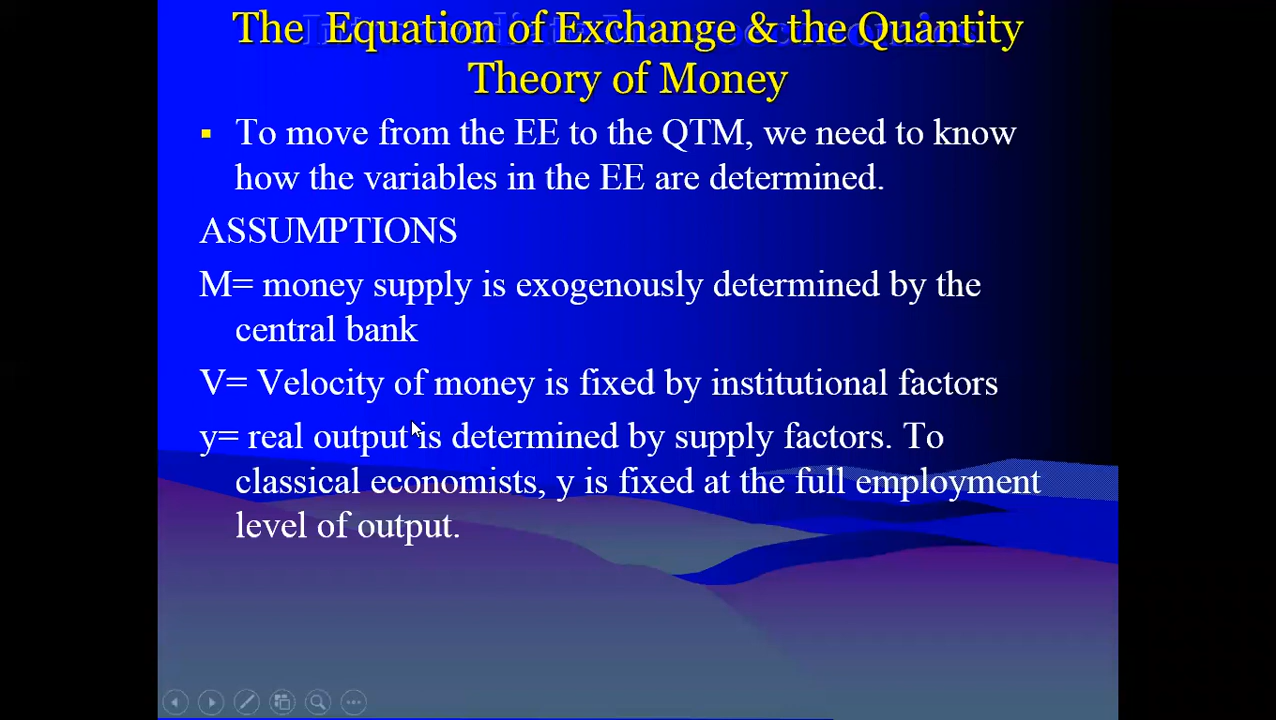 The Equation of Exchange & the Quantity
Theory of Money
▪ To move from the EE to the QTM, we need to know
how the variables in the EE are determined.
ASSUMPTIONS
M= money supply is exogenously determined by the
central bank
V= Velocity of money is fixed by institutional factors
y= real output is determined by supply factors. To
classical economists, y is fixed at the full employment
level of output.